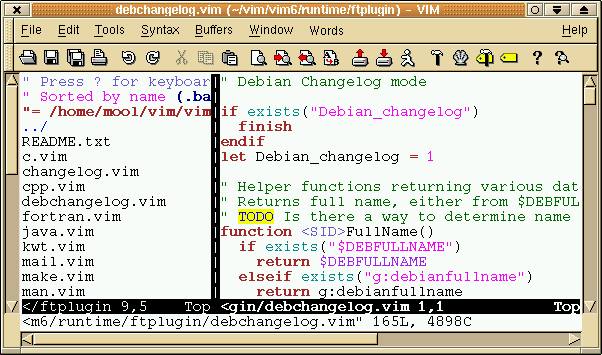 debchangelog.vim (~/vim/vim6/runtime/ftplugin) – VIM
File Edit Tools Syntax Buffers Window Words Help
" Press ? for keyboar
" Sorted by name (.ba
"= /home/mool/vim/vim
../
README.txt
c.vim
changelog.vim
cpp.vim
debchangelog.vim
fortran.vim
java.vim
kwt.vim
mail.vim
make.vim
man.vim
</ftplugin 9,5 Top
" Debian Changelog mode
if exists("Debian_changelog")
finish
endif
let Debian_changelog = 1
" Helper functions returning various dat
" Returns full name, either from $DEBFUL
" TODO Is there a way to determine name
function <SID>FullName()
if exists("$DEBFULLNAME")
return $DEBFULLNAME
elseif exists("g:debianfullname")
return g:debianfullname
<gin/debchangelog.vim 1,1 Top
<m6/runtime/ftplugin/debchangelog.vim" 165L, 4898C